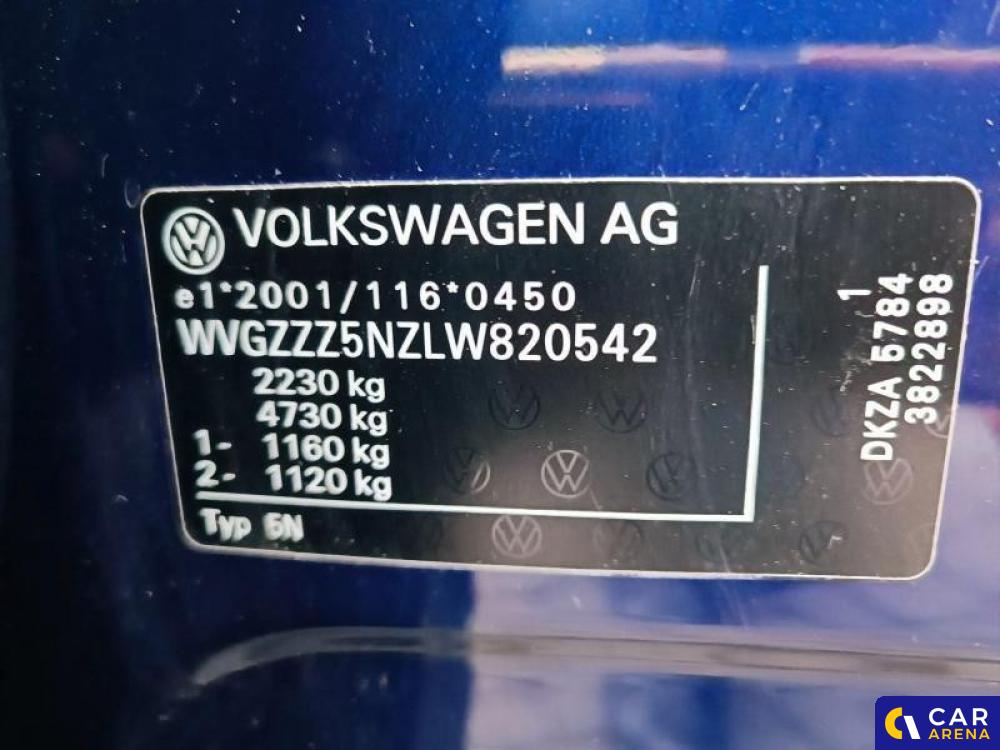 VOLKSWAGEN AG
e1*2001/116*0450
WVGZZZ5NZLW820542
2230 kg
4730 kg
1- 1160 kg
2- 1120 kg
Typ 5N
1
DKZA 5784
3822898
CAR
ARENA